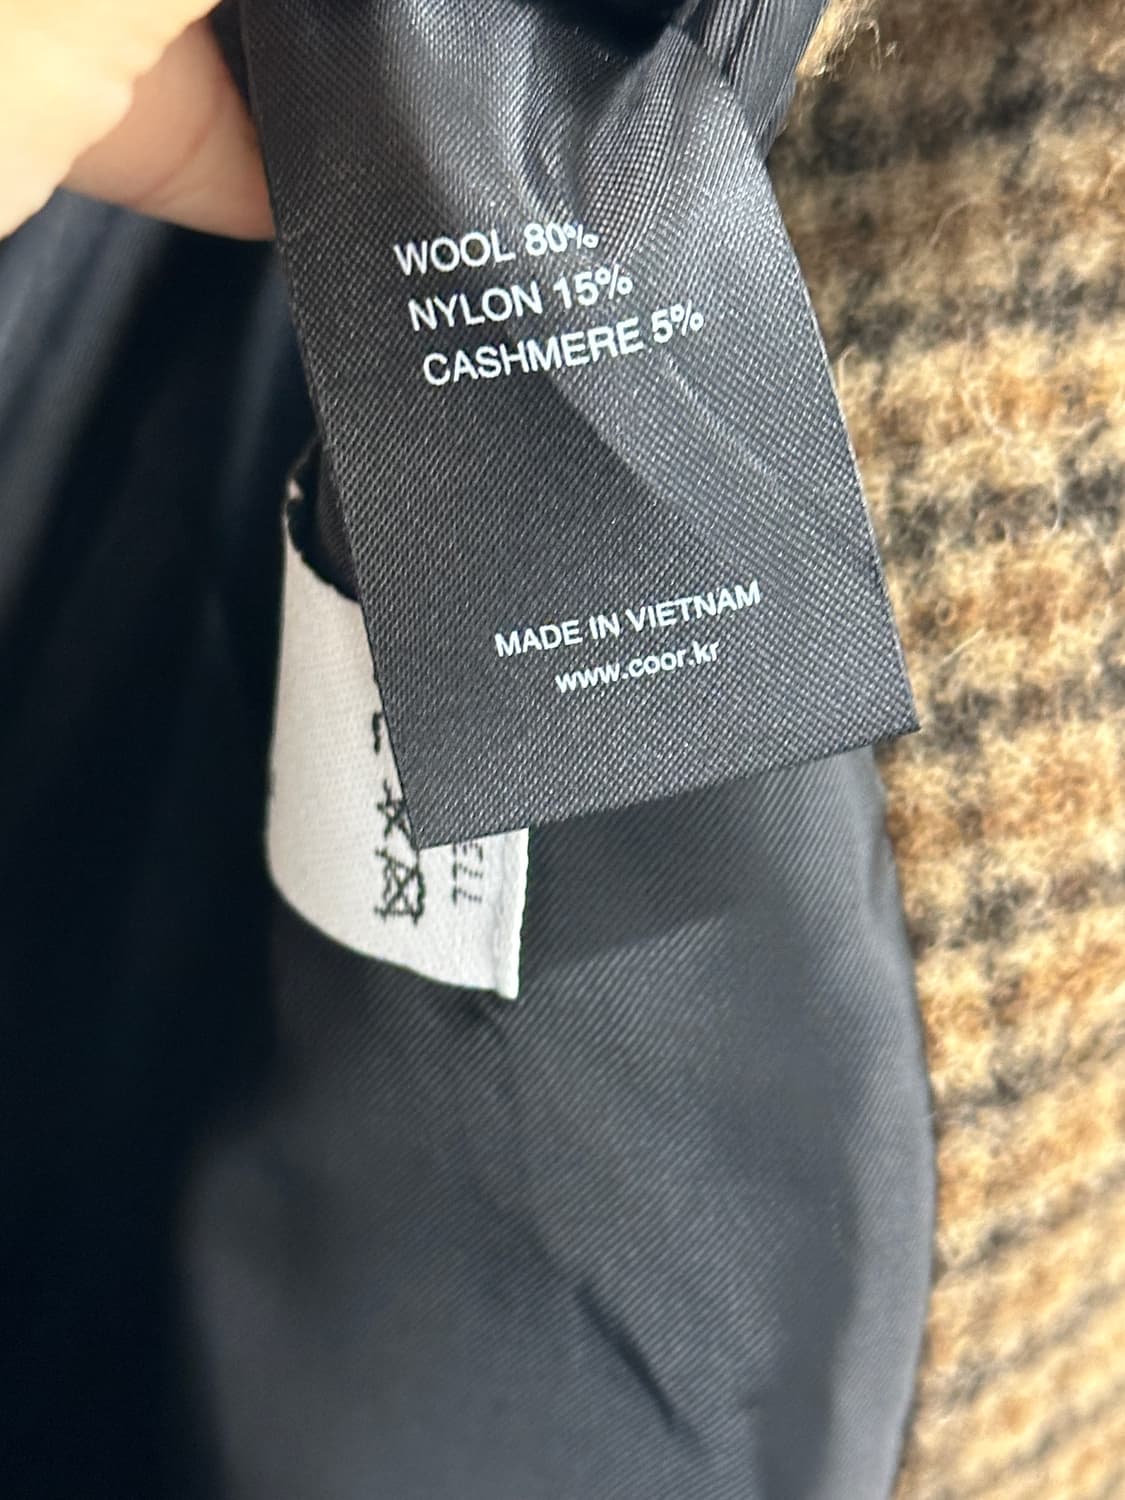 WOOL 80%
NYLON 15%
CASHMERE 5%
MADE IN VIETNAM
www.coor.kr